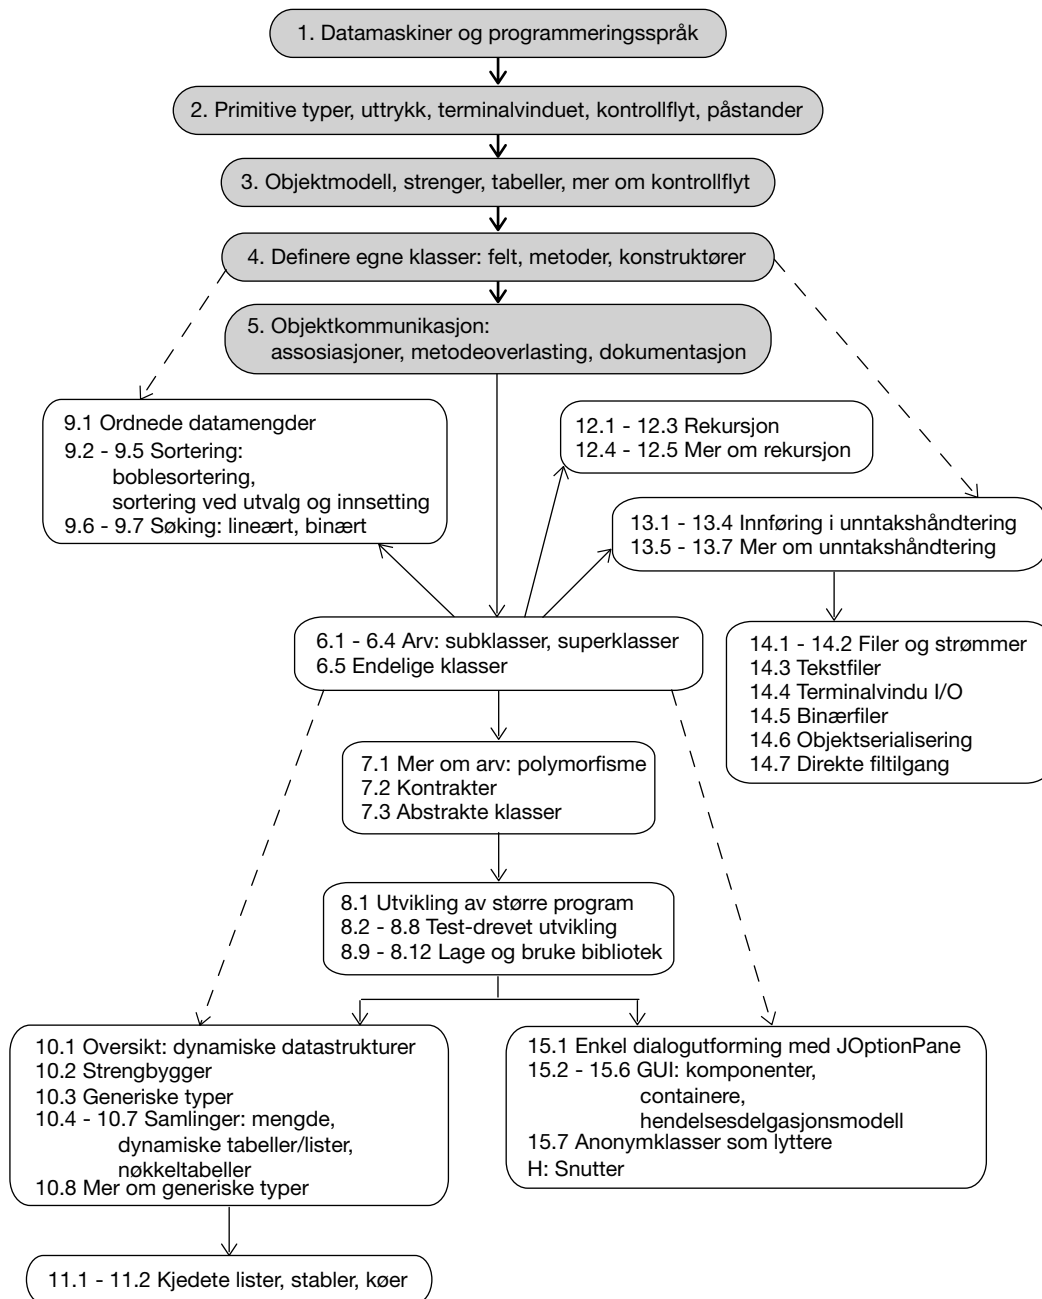 1. Datamaskiner og programmeringsspråk
2. Primitive typer, uttrykk, terminalvinduet, kontrollflyt, påstander
3. Objektmodell, strenger, tabeller, mer om kontrollflyt
4. Definere egne klasser: felt, metoder, konstruktører
5. Objektkommunikasjon:
assosiasjoner, metodeoverlasting, dokumentasjon
9.1 Ordnede datamengder
9.2 - 9.5 Sortering:
boblesortering,
sortering ved utvalg og innsetting
9.6 - 9.7 Søking: lineært, binært
12.1 - 12.3 Rekursjon
12.4 - 12.5 Mer om rekursjon
13.1 - 13.4 Innføring i unntakshåndtering
13.5 - 13.7 Mer om unntakshåndtering
6.1 - 6.4 Arv: subklasser, superklasser
6.5 Endelige klasser
14.1 - 14.2 Filer og strømmer
14.3 Tekstfiler
14.4 Terminalvindu I/O
14.5 Binærfiler
14.6 Objektserialisering
14.7 Direkte filtilgang
7.1 Mer om arv: polymorfisme
7.2 Kontrakter
7.3 Abstrakte klasser
8.1 Utvikling av større program
8.2 - 8.8 Test-drevet utvikling
8.9 - 8.12 Lage og bruke bibliotek
10.1 Oversikt: dynamiske datastrukturer
10.2 Strengbygger
10.3 Generiske typer
10.4 - 10.7 Samlinger: mengde,
dynamiske tabeller/lister,
nøkkeltabeller
10.8 Mer om generiske typer
15.1 Enkel dialogutforming med JOptionPane
15.2 - 15.6 GUI: komponenter,
containere,
hendelsesdelgasjonsmodell
15.7 Anonymklasser som lyttere
H: Snutter
11.1 - 11.2 Kjedete lister, stabler, køer